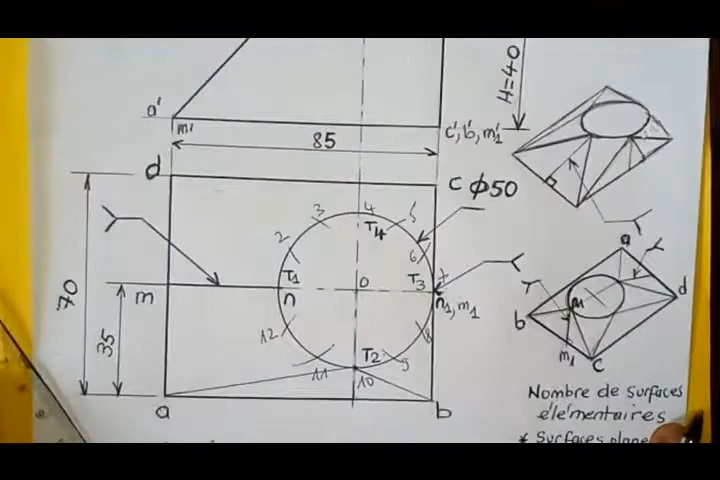 H=40
a'
m'
c', b', m'1
85
d
c
φ50
3
4
5
T4
2
6
T1
T3
7
m
n
o
n1, m1
70
35
12
T2
8
11
10
9
a
b
b
a
d
b
n
m1
c
Nombre de surfaces
élémentaires
* Surfaces plane